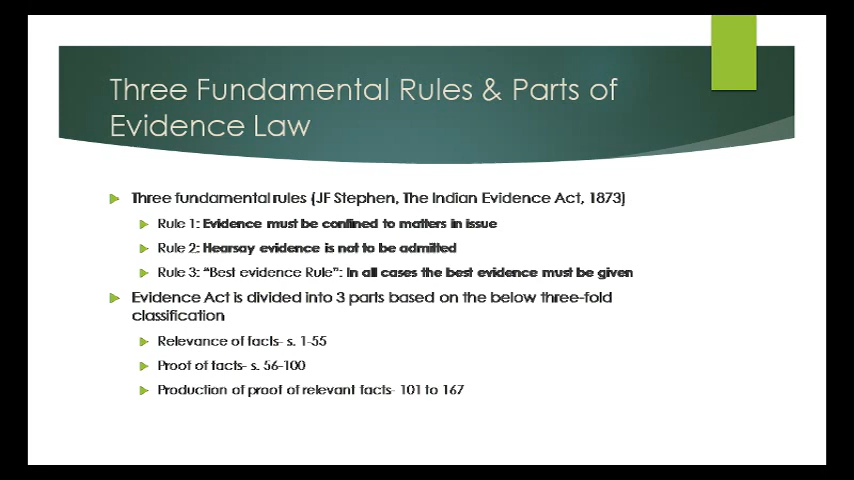 Three Fundamental Rules & Parts of
Evidence Law
Three fundamental rules (JF Stephen, The Indian Evidence Act, 1873)
Rule 1: Evidence must be confined to matters in issue
Rule 2: Hearsay evidence is not to be admitted
Rule 3: "Best evidence Rule": In all cases the best evidence must be given
Evidence Act is divided into 3 parts based on the below three-fold
classification
Relevance of facts- s. 1-55
Proof of facts- s. 56-100
Production of proof of relevant facts- 101 to 167